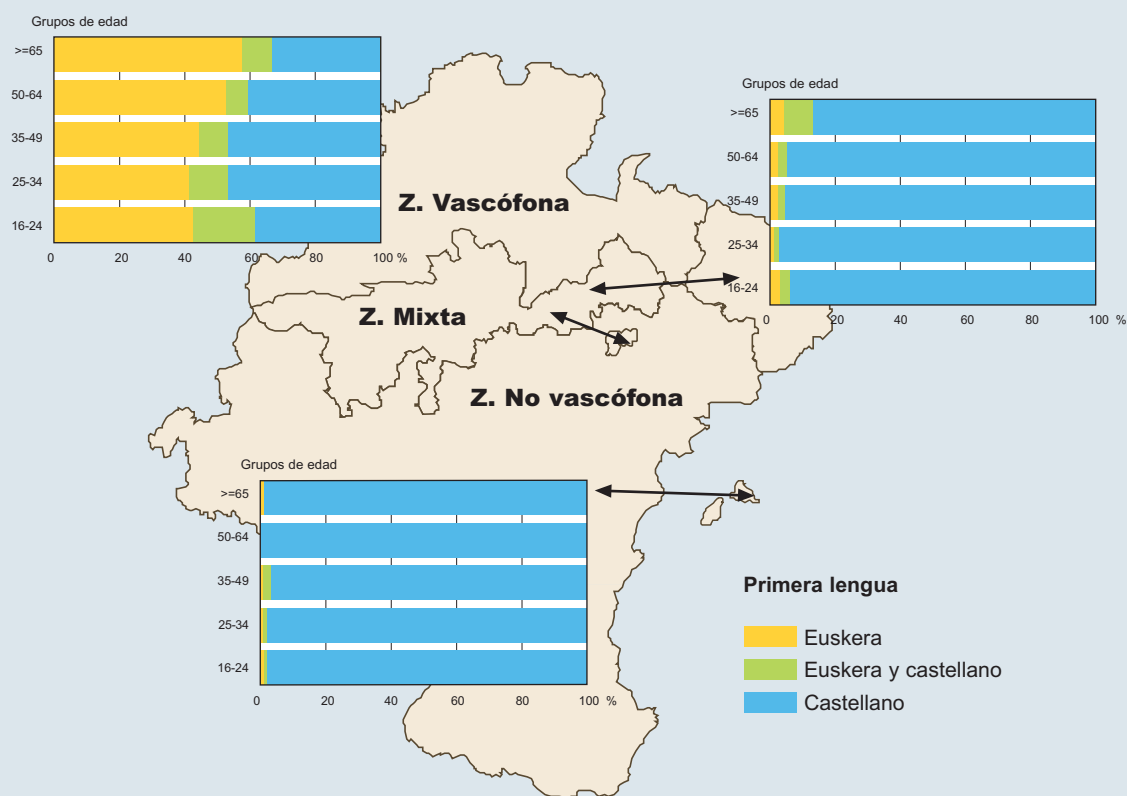 Grupos de edad
>=65
50-64
35-49
25-34
16-24
0 20 40 60 80 100 %
Grupos de edad
>=65
50-64
35-49
25-34
16-24
0 20 40 60 80 100 %
Z. Vascófona
Z. Mixta
Z. No vascófona
Grupos de edad
>=65
50-64
35-49
25-34
16-24
0 20 40 60 80 100 %
Primera lengua
Euskera
Euskera y castellano
Castellano